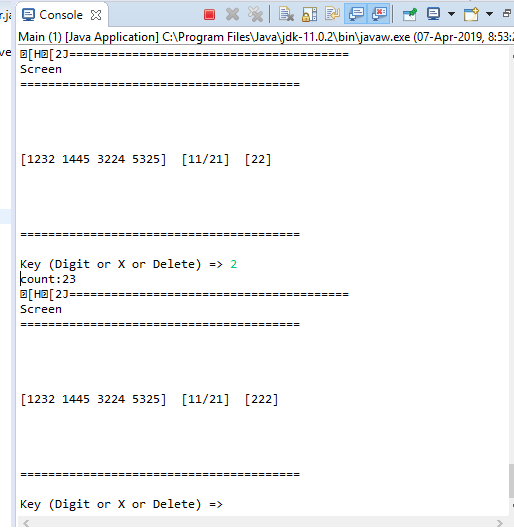 r.ja
Console
ve
Main (1) [Java Application] C:\Program Files\Java\jdk-11.0.2\bin\javaw.exe (07-Apr-2019, 8:53:2
[H[2J========================================
Screen
========================================
[1232 1445 3224 5325]  [11/21]  [22]
========================================
Key (Digit or X or Delete) => 2
count:23
[H[2J========================================
Screen
========================================
[1232 1445 3224 5325]  [11/21]  [222]
========================================
Key (Digit or X or Delete) =>